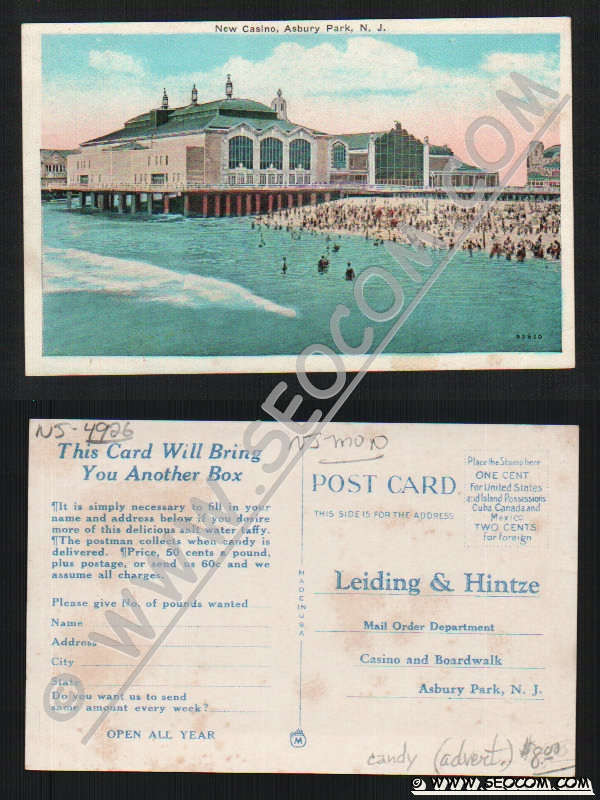 New Casino, Asbury Park, N. J.
© WWW.SEOCOM.COM
NJ-4926
NJ-MON
This Card Will Bring
You Another Box
¶It is simply necessary to fill in your
name and address below if you desire
more of this delicious salt water taffy.
¶The postman collects when candy is
delivered. ¶Price, 50 cents a pound,
plus postage, or send us 60c and we
assume all charges.
Please give No. of pounds wanted
Name
Address
City
State
Do you want us to send
same amount every week?
OPEN ALL YEAR
MADE IN U S A
M
POST CARD
THIS SIDE IS FOR THE ADDRESS
Place the Stamp here
ONE CENT
for United States
and Island Possessions
Cuba, Canada and
Mexico
TWO CENTS
for foreign
Leiding & Hintze
Mail Order Department
Casino and Boardwalk
Asbury Park, N. J.
candy (advert.) $8.00
© WWW.SEOCOM.COM